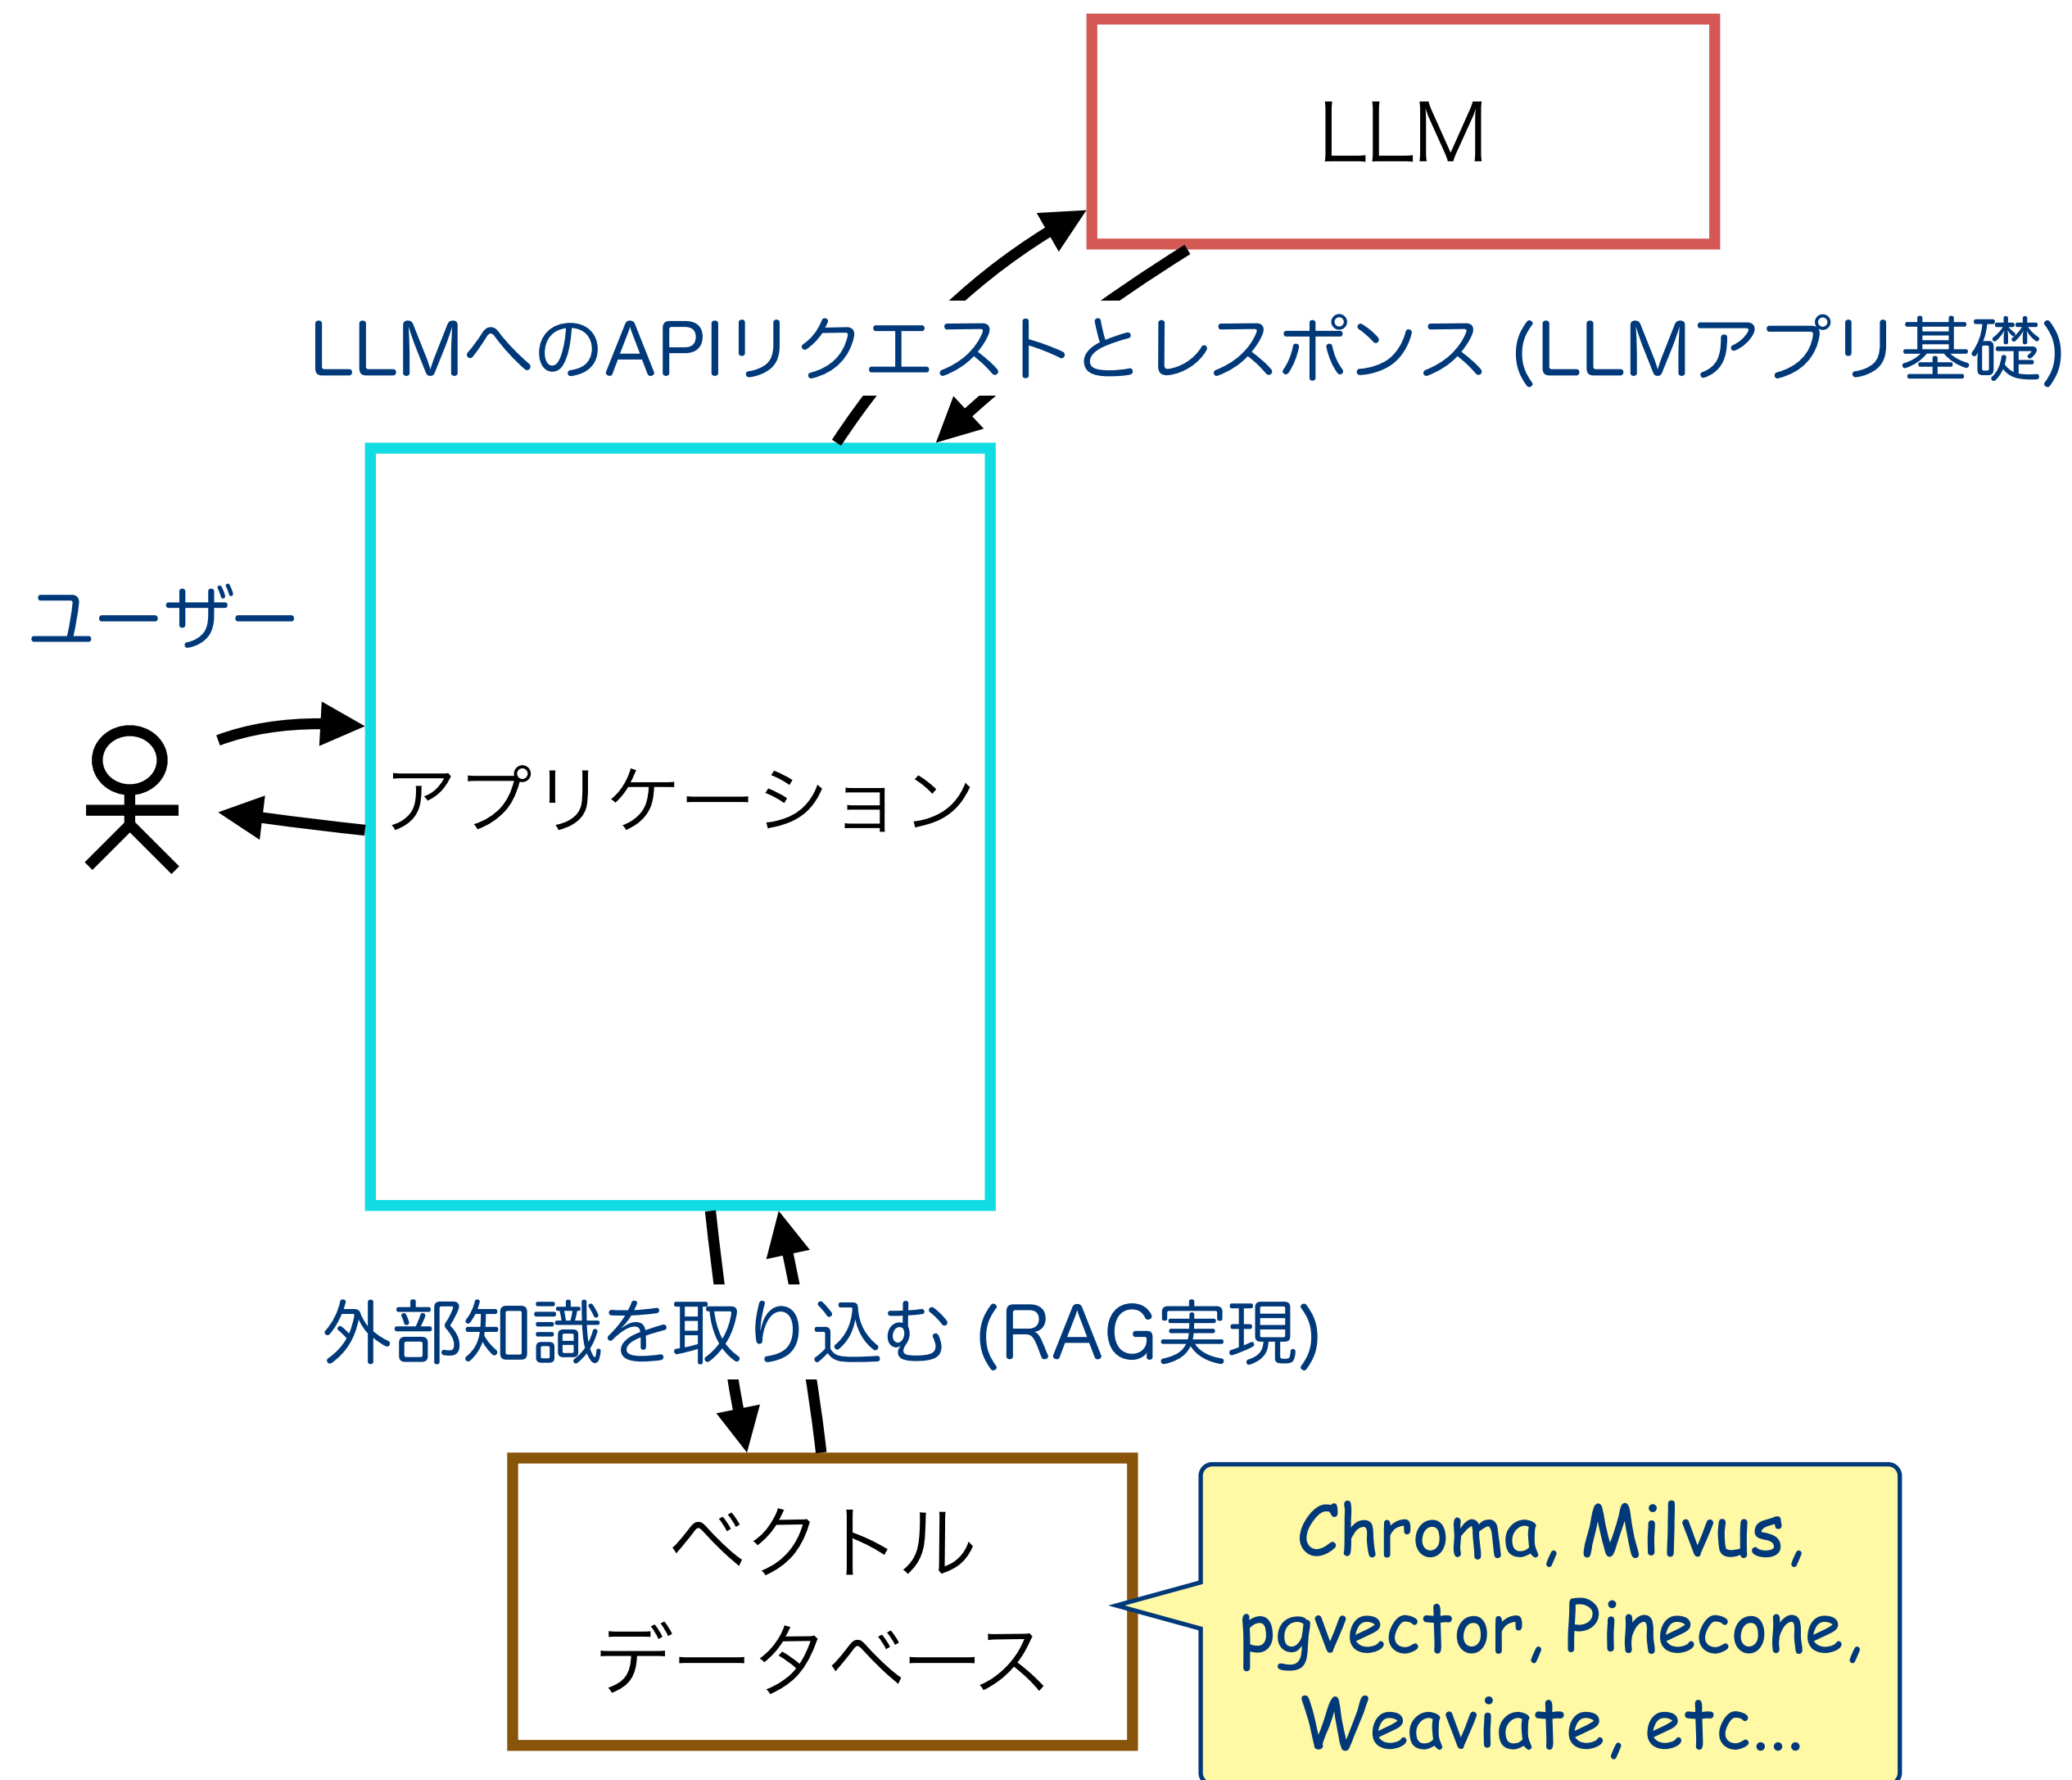 LLM
LLMへのAPIリクエストとレスポンス (LLMアプリ基盤)
ユーザー
アプリケーション
外部知識を取り込む (RAG実現)
ベクトル
データベース
Chroma, Milvus,
pgvector, Pinecone,
Weaviate, etc...